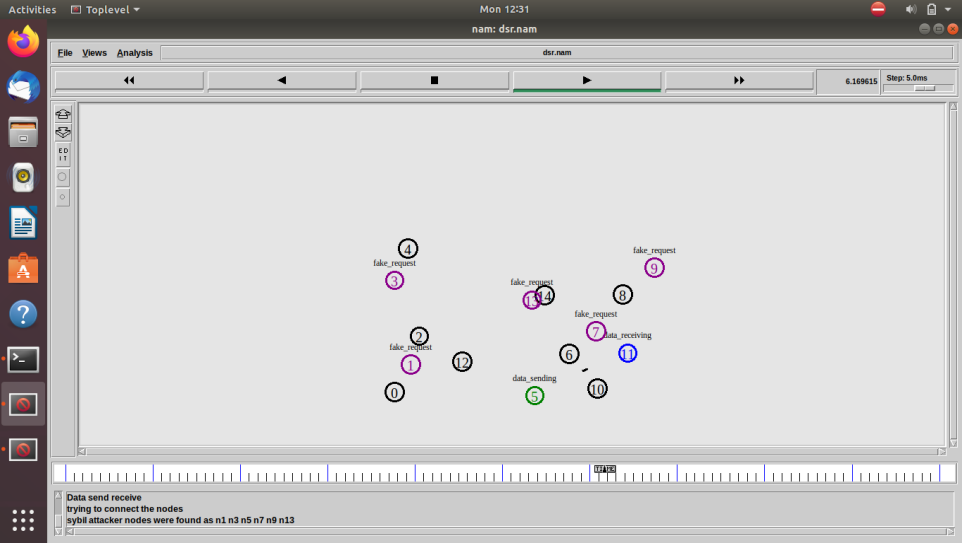 Activities Toplevel Mon 12:31
nam: dsr.nam
File Views Analysis dsr.nam
6.169615 Step: 5.0ms
E D
I T
4
fake_request
3
fake_request
9
fake_request
13 14
8
fake_request
7
data_receiving
11
2
fake_request
1
12
6
0
data_sending
5
10
Data send receive
trying to connect the nodes
sybil attacker nodes were found as n1 n3 n5 n7 n9 n13